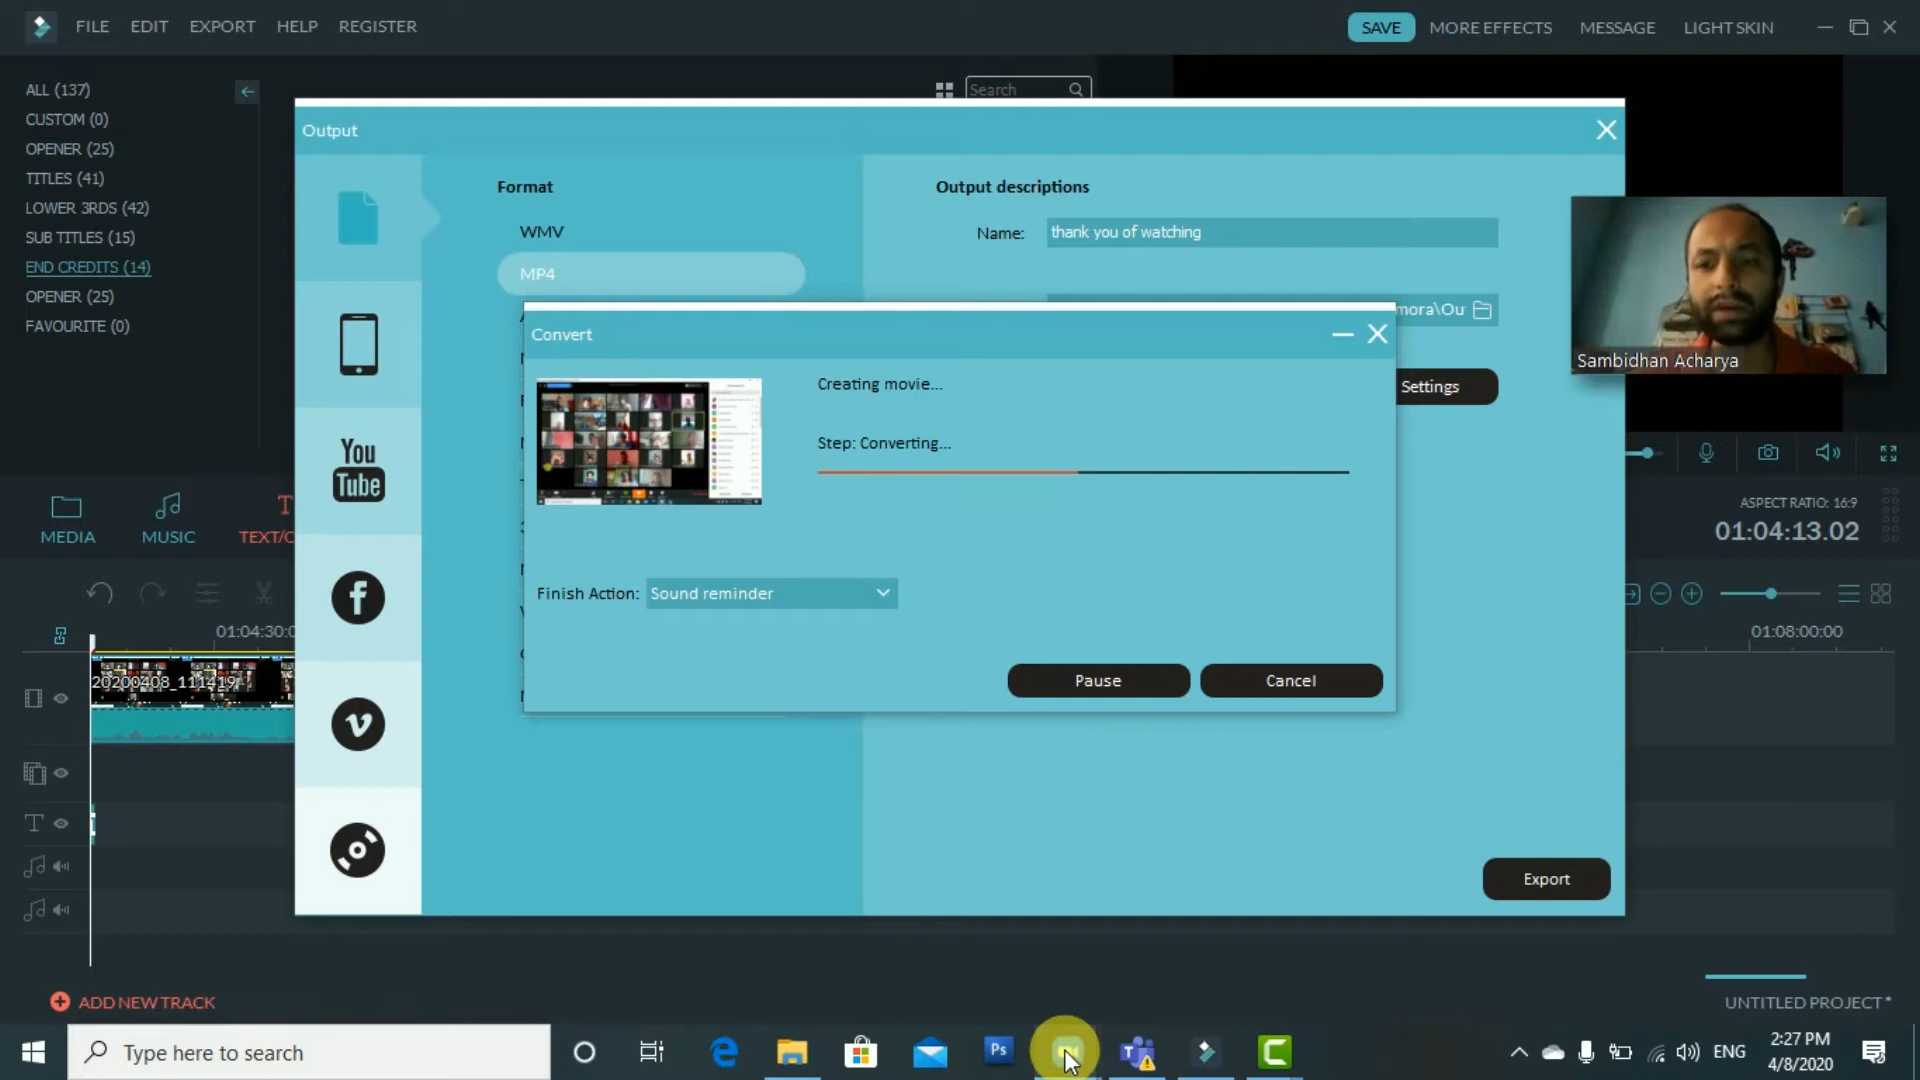 FILE EDIT EXPORT HELP REGISTER
SAVE MORE EFFECTS MESSAGE LIGHT SKIN
ALL (137)
CUSTOM (0)
OPENER (25)
TITLES (41)
LOWER 3RDS (42)
SUB TITLES (15)
END CREDITS (14)
OPENER (25)
FAVOURITE (0)
Search
Output
Format
WMV
MP4
You
Tube
Output descriptions
Name: thank you of watching
mora\Ou
Settings
Convert
Creating movie...
Step: Converting...
Finish Action: Sound reminder
Pause Cancel
Export
Sambidhan Acharya
MEDIA MUSIC TEXT/C
ASPECT RATIO: 16:9
01:04:13.02
01:04:30:0
01:08:00:00
20200408_111419
ADD NEW TRACK
UNTITLED PROJECT *
Type here to search
Ps
ENG
2:27 PM
4/8/2020